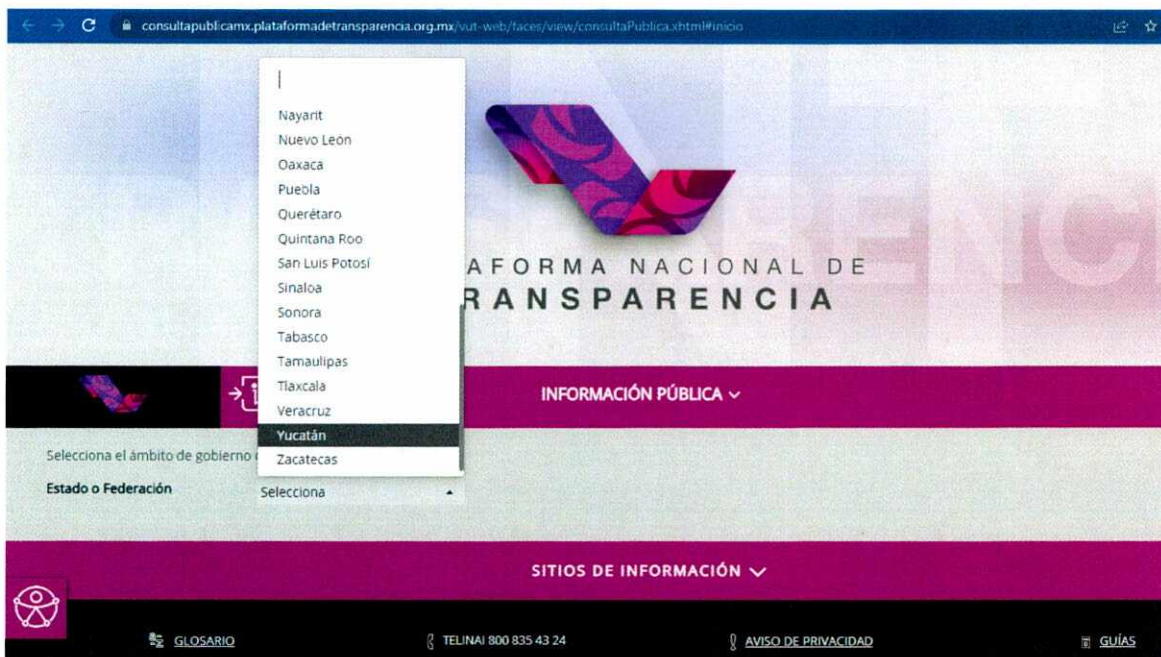 consultapublicamx.plataformadetransparencia.org.mx/vut-web/faces/view/consultaPublica.xhtml#inicio
Nayarit
Nuevo León
Oaxaca
Puebla
Querétaro
Quintana Roo
San Luis Potosí
Sinaloa
Sonora
Tabasco
Tamaulipas
Tlaxcala
Veracruz
Yucatán
Zacatecas
AFORMA NACIONAL DE
RANSPARENCIA
INFORMACIÓN PÚBLICA
Selecciona el ámbito de gobierno
Estado o Federación
Selecciona
SITIOS DE INFORMACIÓN
GLOSARIO
TELINAI 800 835 43 24
AVISO DE PRIVACIDAD
GUÍAS